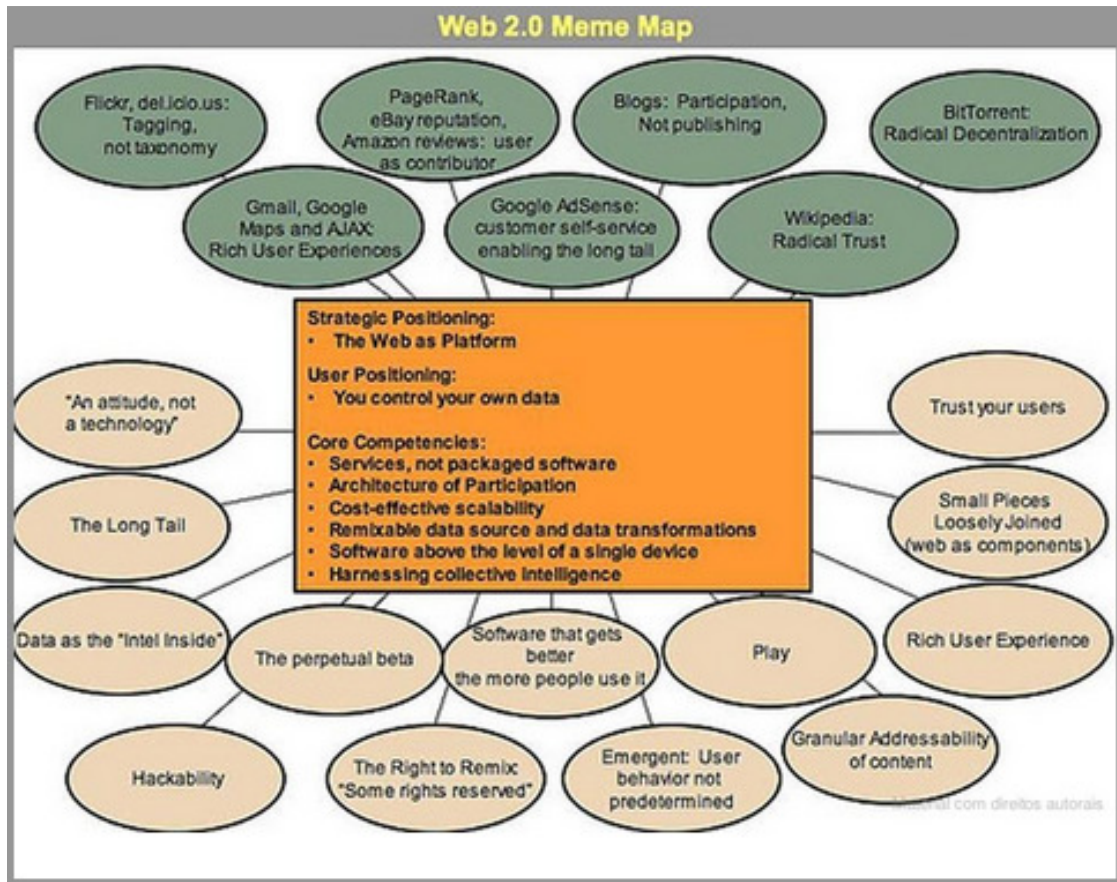 Web 2.0 Meme Map
Flickr, del.icio.us:
Tagging,
not taxonomy
PageRank,
eBay reputation,
Amazon reviews: user
as contributor
Blogs: Participation,
Not publishing
BitTorrent:
Radical Decentralization
Gmail, Google
Maps and AJAX:
Rich User Experiences
Google AdSense:
customer self-service
enabling the long tail
Wikipedia:
Radical Trust
Strategic Positioning:
• The Web as Platform
User Positioning:
• You control your own data
Core Competencies:
• Services, not packaged software
• Architecture of Participation
• Cost-effective scalability
• Remixable data source and data transformations
• Software above the level of a single device
• Harnessing collective intelligence
"An attitude, not
a technology"
Trust your users
The Long Tail
Small Pieces
Loosely Joined
(web as components)
Data as the "Intel Inside"
The perpetual beta
Software that gets
better
the more people use it
Play
Rich User Experience
Hackability
The Right to Remix:
"Some rights reserved"
Emergent: User
behavior not
predetermined
Granular Addressability
of content
Material com direitos autorais